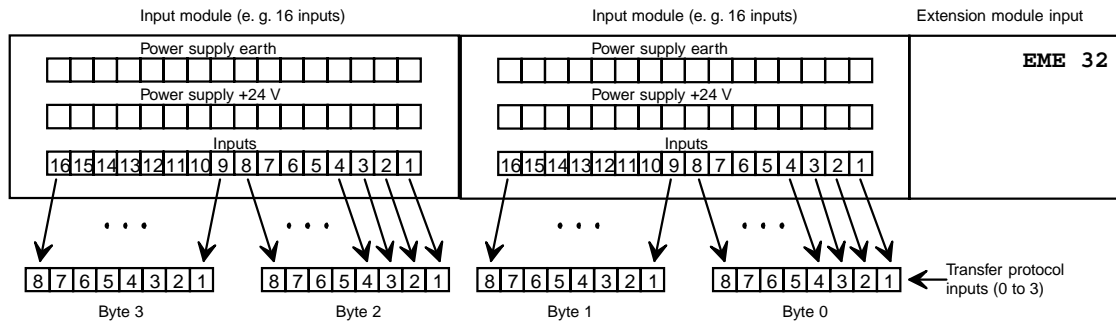 Input module (e. g. 16 inputs) Input module (e. g. 16 inputs) Extension module input
Power supply earth Power supply earth EME 32
Power supply +24 V Power supply +24 V
Inputs Inputs
16 15 14 13 12 11 10 9 8 7 6 5 4 3 2 1 16 15 14 13 12 11 10 9 8 7 6 5 4 3 2 1
8 7 6 5 4 3 2 1 8 7 6 5 4 3 2 1 8 7 6 5 4 3 2 1 8 7 6 5 4 3 2 1 Transfer protocol
inputs (0 to 3)
Byte 3 Byte 2 Byte 1 Byte 0